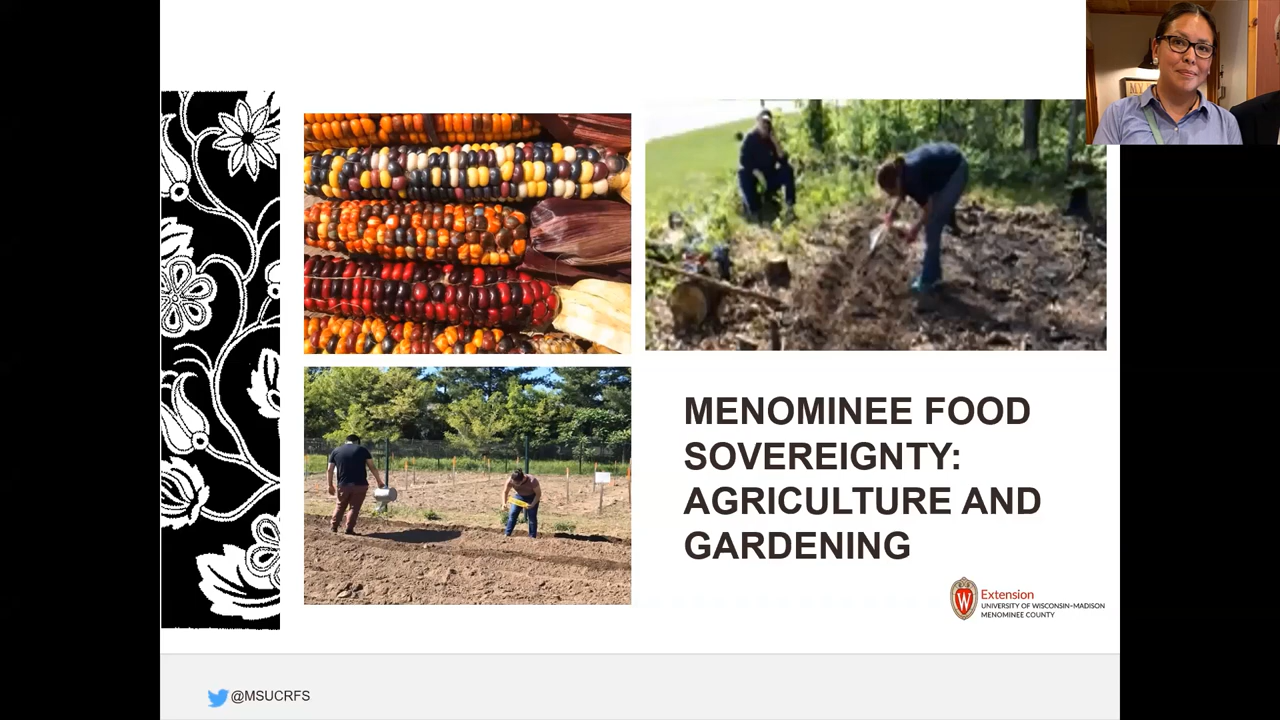 MENOMINEE FOOD
SOVEREIGNTY:
AGRICULTURE AND
GARDENING
W
Extension
UNIVERSITY OF WISCONSIN-MADISON
MENOMINEE COUNTY
@MSUCRFS